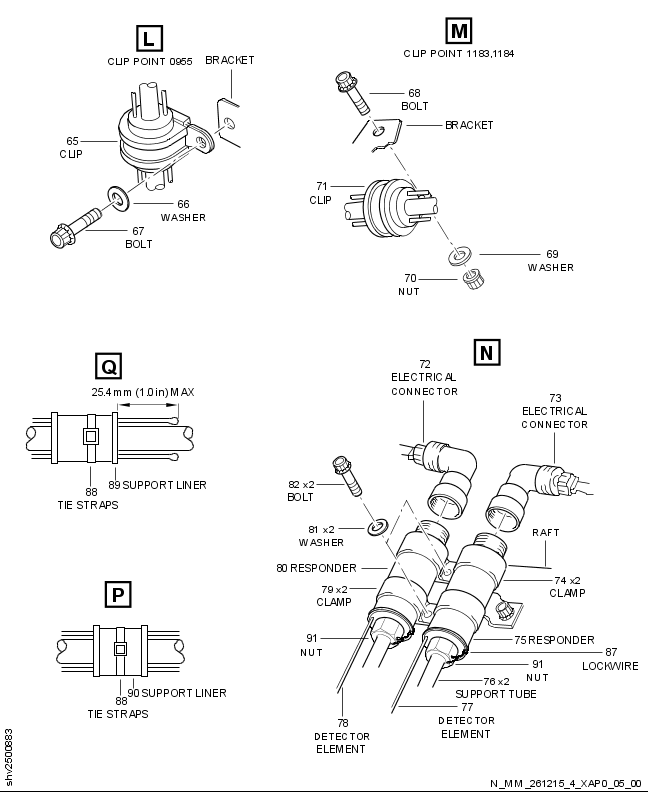 L
CLIP POINT 0955
BRACKET
65
CLIP
66
WASHER
67
BOLT
M
CLIP POINT 1183,1184
68
BOLT
BRACKET
71
CLIP
69
WASHER
70
NUT
Q
25.4mm (1.0in) MAX
89 SUPPORT LINER
88
TIE STRAPS
P
90 SUPPORT LINER
88
TIE STRAPS
N
72
ELECTRICAL
CONNECTOR
73
ELECTRICAL
CONNECTOR
82 x2
BOLT
81 x2
WASHER
RAFT
80 RESPONDER
79 x2
CLAMP
74 x2
CLAMP
91
NUT
75 RESPONDER
87
LOCKWIRE
91
NUT
76 x2
SUPPORT TUBE
77
DETECTOR
ELEMENT
78
DETECTOR
ELEMENT
shv2500883
N_MM_261215_4_XAP0_05_00